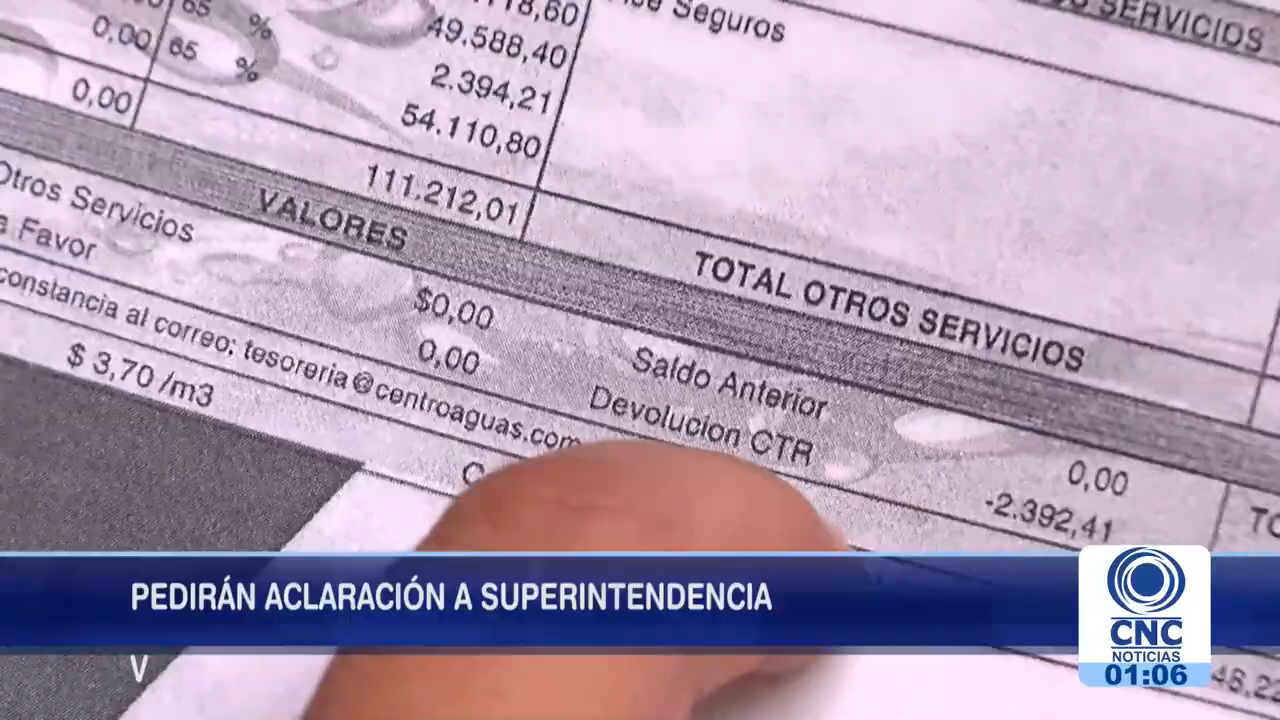 65 %
0,00 65 %
0,00
49.588,40
2.394,21
54.110,80
111.212,01
Seguros
SERVICIOS
VALORES
TOTAL OTROS SERVICIOS
Otros Servicios
$0,00
Saldo Anterior
0,00
a Favor
0,00
Devolucion CTR
-2.392,41
constancia al correo; tesoreria@centroaguas.com
$ 3,70 /m3
PEDIRÁN ACLARACIÓN A SUPERINTENDENCIA
V
CNC
NOTICIAS
01:06